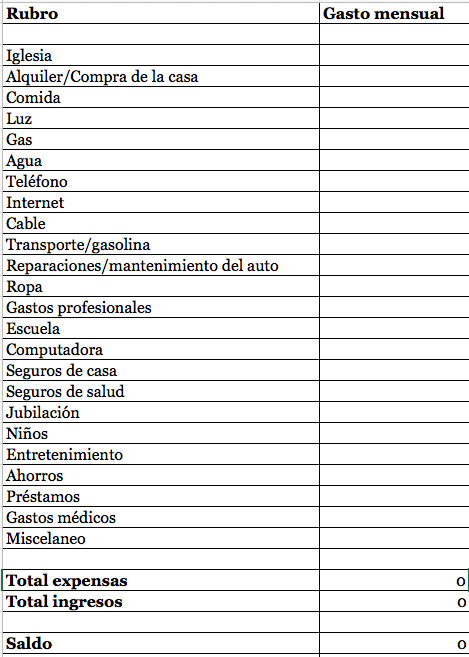 Rubro Gasto mensual
Iglesia
Alquiler/Compra de la casa
Comida
Luz
Gas
Agua
Teléfono
Internet
Cable
Transporte/gasolina
Reparaciones/mantenimiento del auto
Ropa
Gastos profesionales
Escuela
Computadora
Seguros de casa
Seguros de salud
Jubilación
Niños
Entretenimiento
Ahorros
Préstamos
Gastos médicos
Miscelaneo
Total expensas 0
Total ingresos 0
Saldo 0